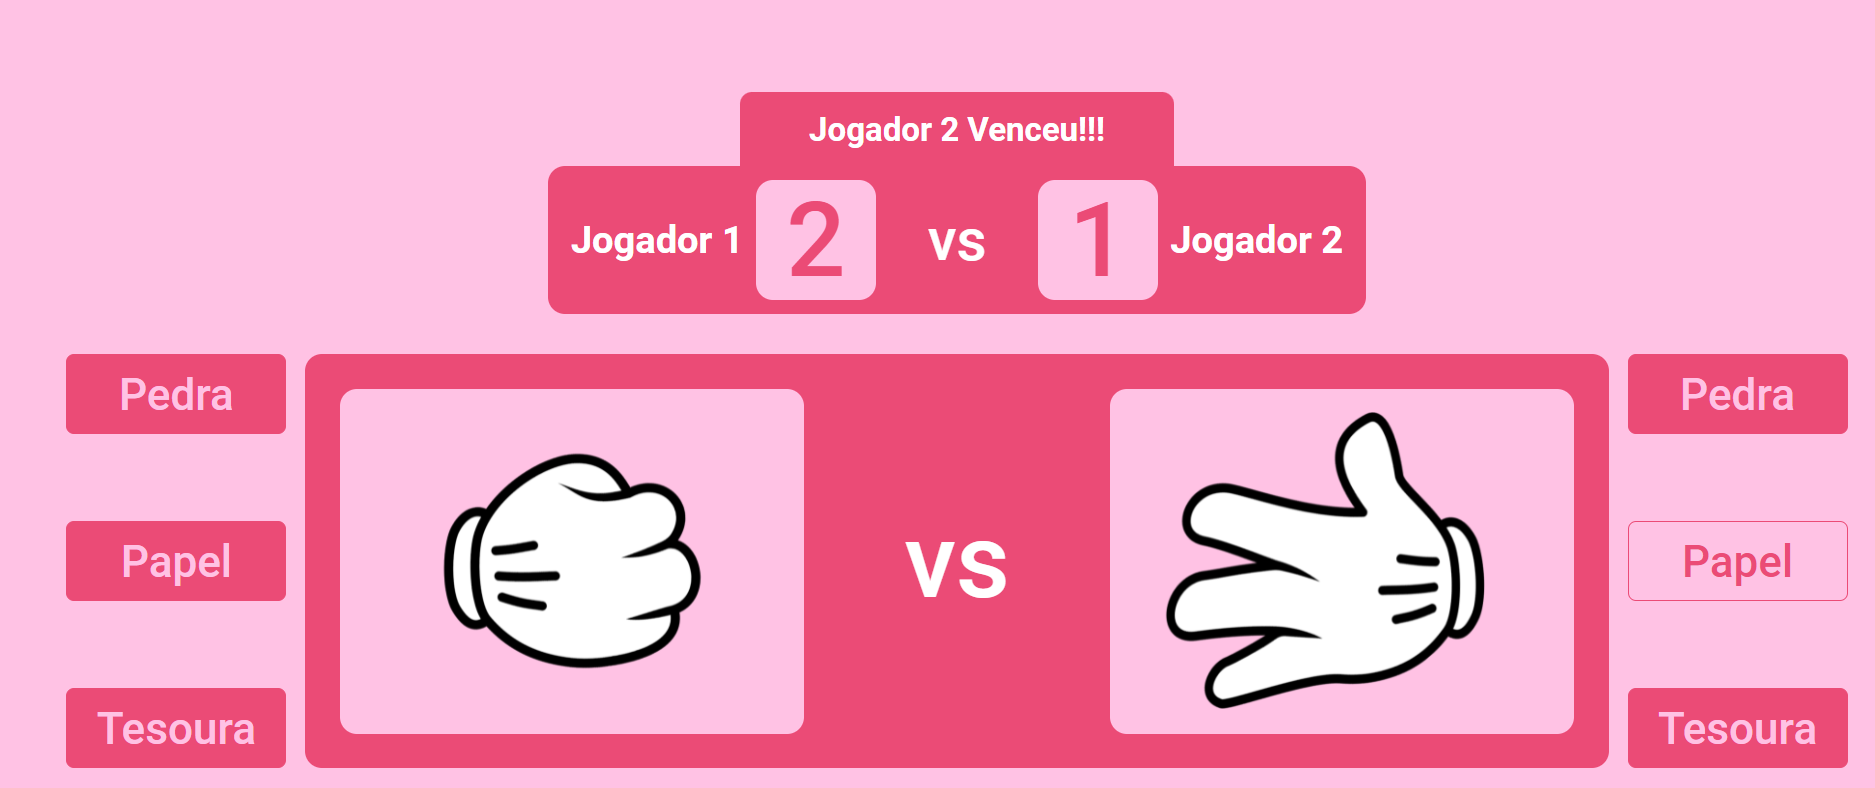 Jogador 2 Venceu!!!
Jogador 1 2 vs 1 Jogador 2
Pedra
Papel
Tesoura
vs
Pedra
Papel
Tesoura